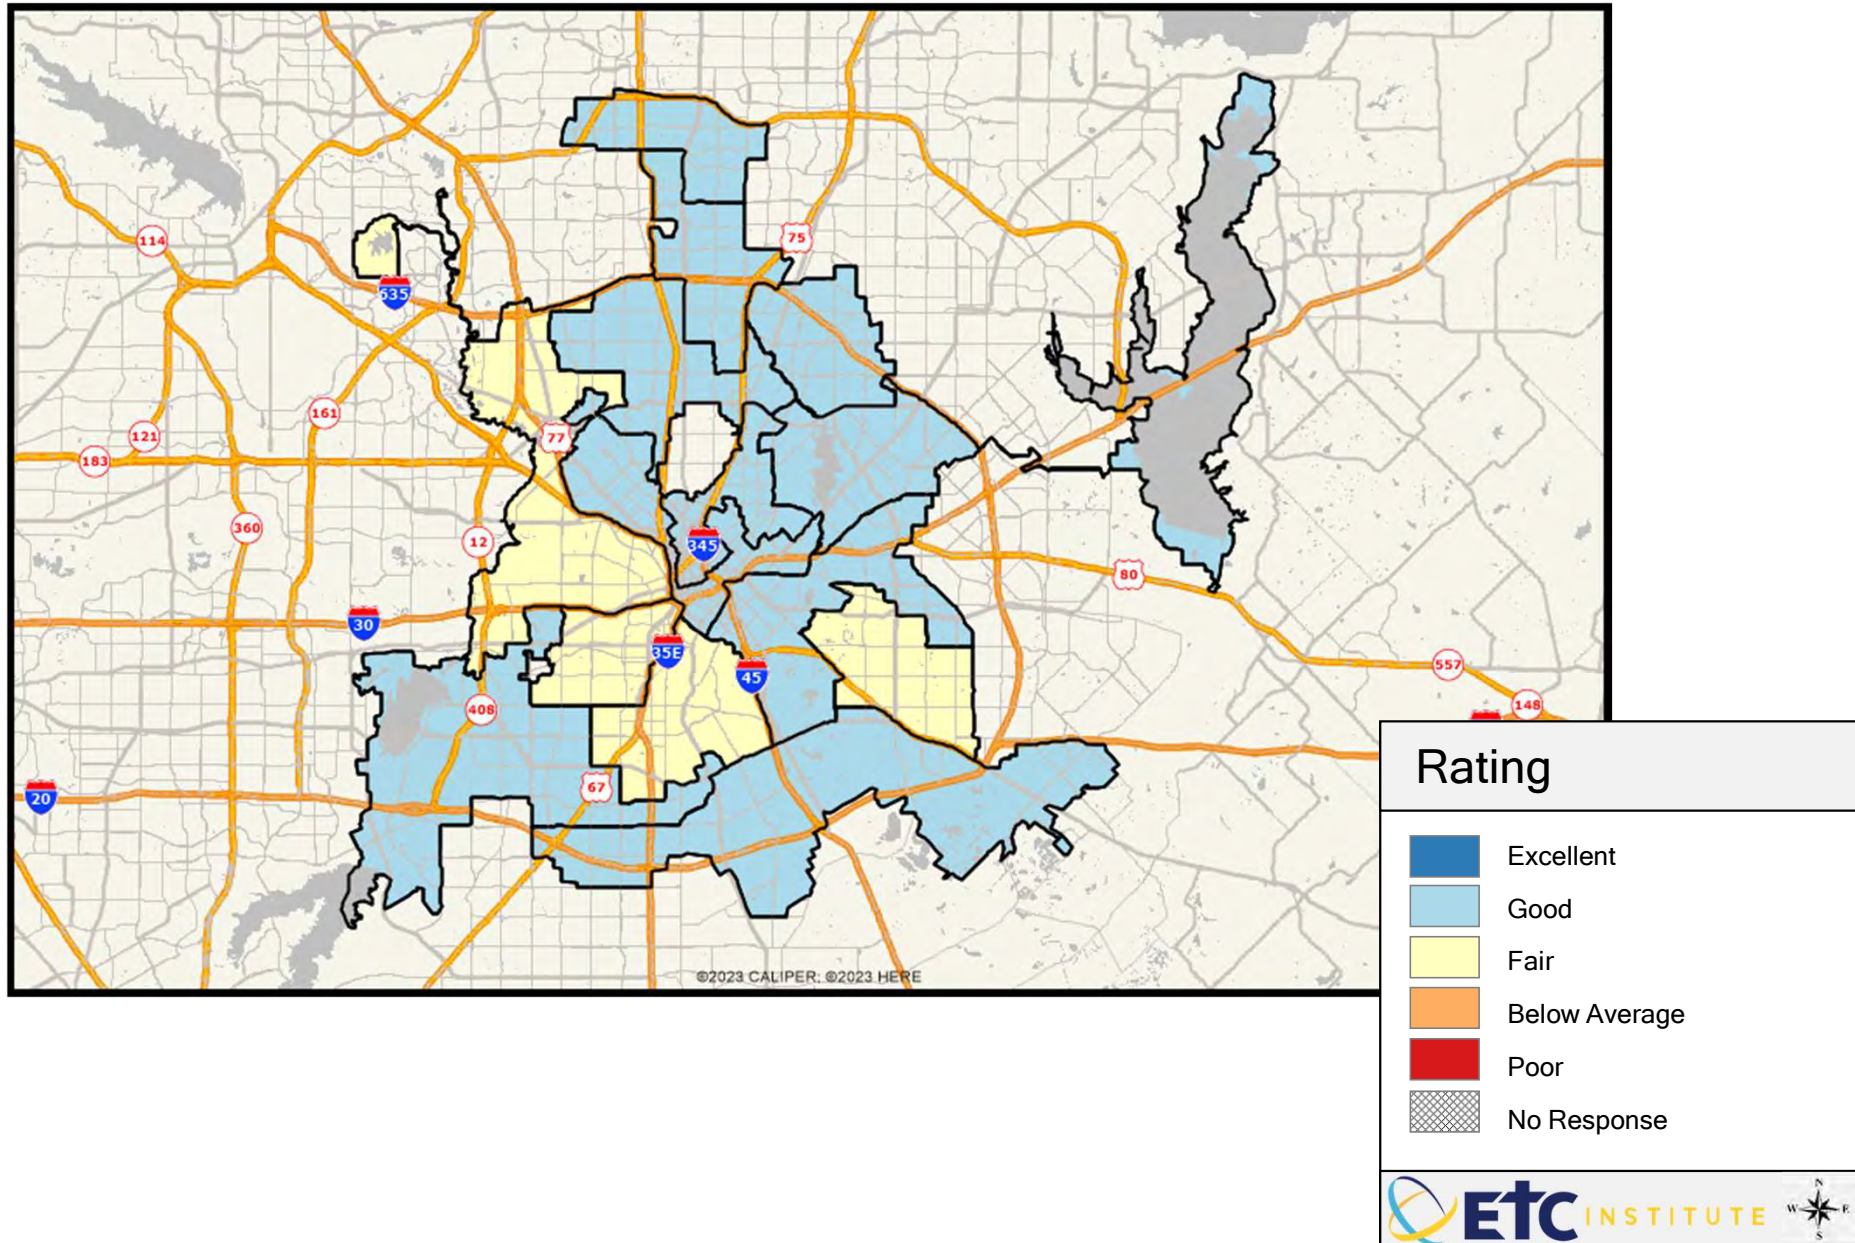 75
114
635
161
121
77
183
360
12
345
80
30
35E
45
557
408
148
67
20
©2023 CALIPER; ©2023 HERE
Rating
Excellent
Good
Fair
Below Average
Poor
No Response
N
W E
S
ETC INSTITUTE